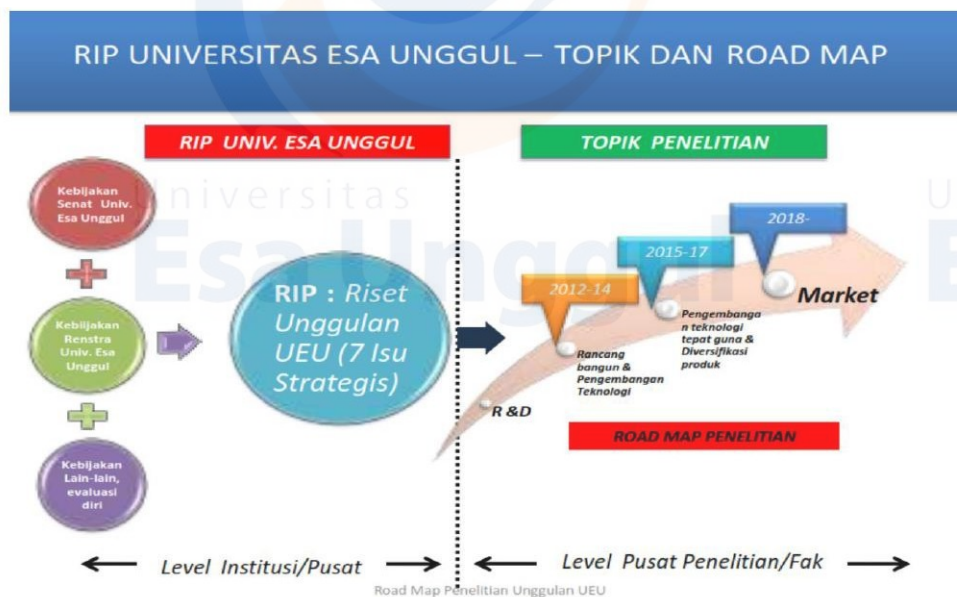 RIP UNIVERSITAS ESA UNGGUL – TOPIK DAN ROAD MAP
RIP UNIV. ESA UNGGUL
TOPIK PENELITIAN
Universitas
Esa Unggul
Kebijakan
Senat Univ.
Esa Unggul
Kebijakan
Renstra
Univ. Esa
Unggul
Kebijakan
Lain-lain,
evaluasi
diri
RIP : Riset
Unggulan
UEU (7 Isu
Strategis)
2012-14
2015-17
2018-
R &D
Rancang
bangun &
Pengembangan
Teknologi
Pengembanga
n teknologi
tepat guna &
Diversifikasi
produk
Market
ROAD MAP PENELITIAN
Level Institusi/Pusat
Level Pusat Penelitian/Fak
Road Map Penelitian Unggulan UEU